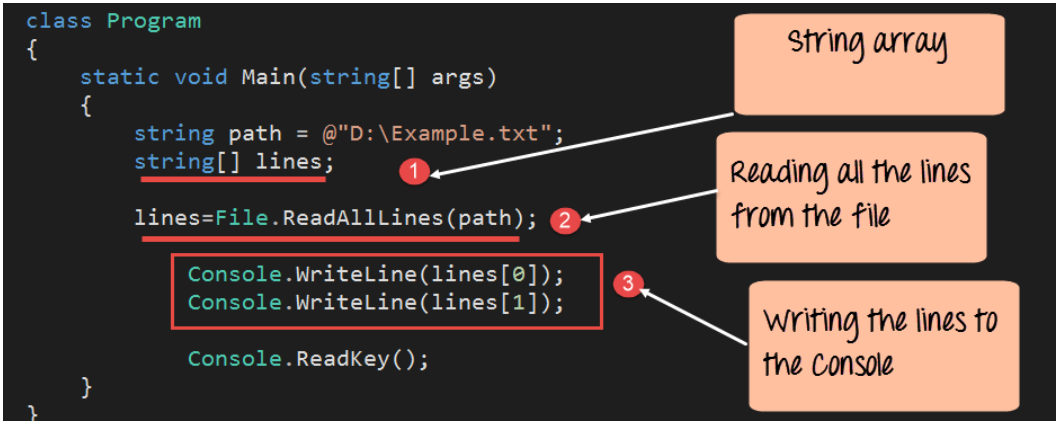 class Program
{
static void Main(string[] args)
{
string path = @"D:\Example.txt";
string[] lines;
1
lines=File.ReadAllLines(path);
2
Console.WriteLine(lines[0]);
Console.WriteLine(lines[1]);
3
Console.ReadKey();
}
}
String array
Reading all the lines
from the file
Writing the lines to
the Console